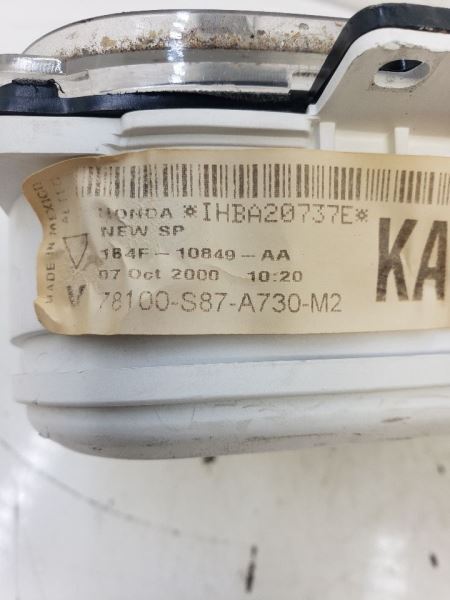 MADE IN MEXICO
HONDA *IHBA20737E*
NEW SP
1B4F-10849-AA
07 Oct 2000 10:20
78100-S87-A730-M2
KA
V